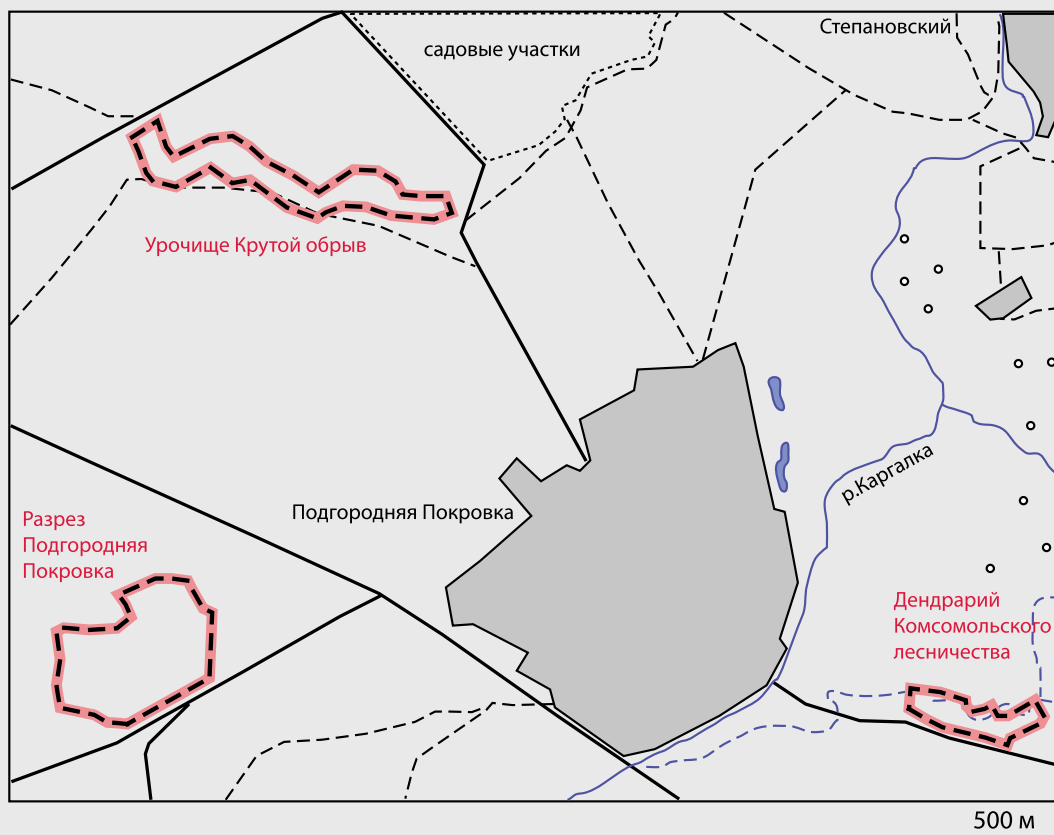 Степановский
садовые участки
Урочище Крутой обрыв
р.Каргалка
Подгородняя Покровка
Разрез
Подгородняя
Покровка
Дендрарий
Комсомольского
лесничества
500 м